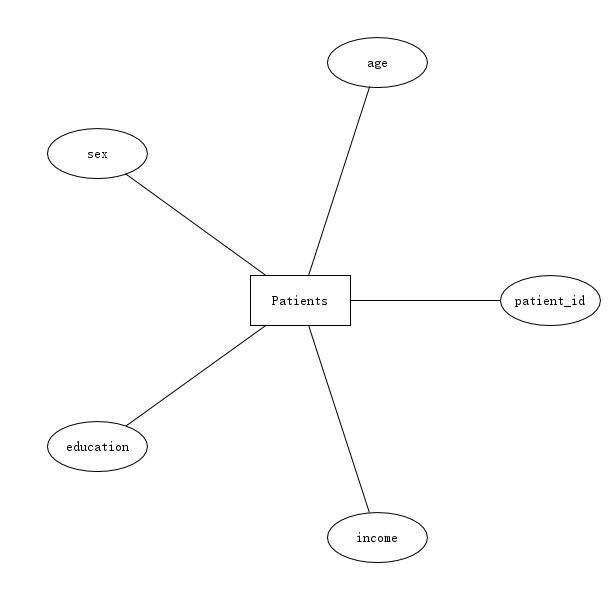 age
sex
Patients
patient_id
education
income